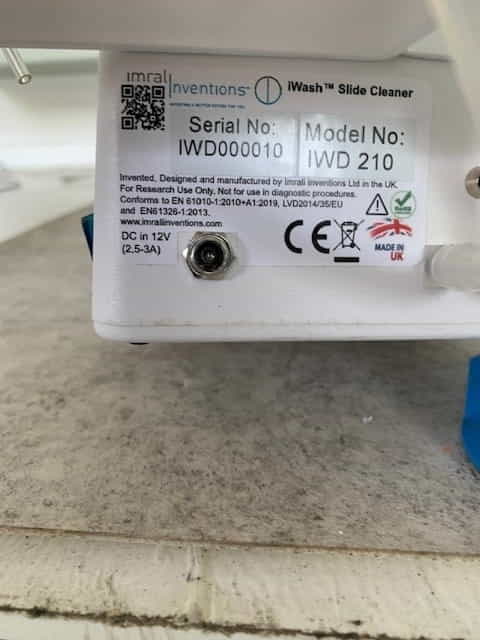 imral Inventions™ iWash™ Slide Cleaner
Serial No:
IWD000010
Model No:
IWD 210
Invented, Designed and manufactured by Imrali Inventions Ltd in the UK.
For Research Use Only. Not for use in diagnostic procedures.
Conforms to EN 61010-1:2010+A1:2019, LVD2014/35/EU
and EN61326-1:2013.
www.imraliinventions.com
DC in 12V
(2,5-3A)
CE
MADE IN
UK